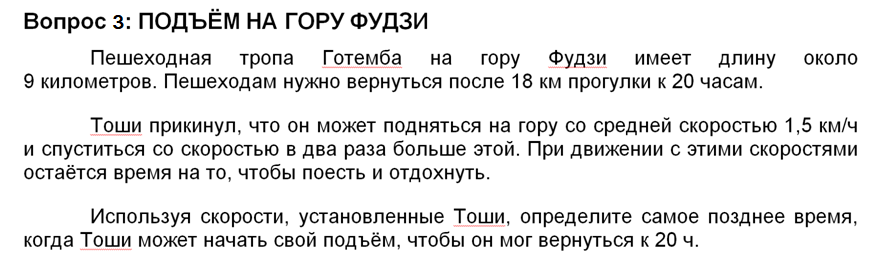 Вопрос 3: ПОДЪЁМ НА ГОРУ ФУДЗИ
Пешеходная тропа Готемба на гору Фудзи имеет длину около
9 километров. Пешеходам нужно вернуться после 18 км прогулки к 20 часам.
Тоши прикинул, что он может подняться на гору со средней скоростью 1,5 км/ч
и спуститься со скоростью в два раза больше этой. При движении с этими скоростями
остаётся время на то, чтобы поесть и отдохнуть.
Используя скорости, установленные Тоши, определите самое позднее время,
когда Тоши может начать свой подъём, чтобы он мог вернуться к 20 ч.